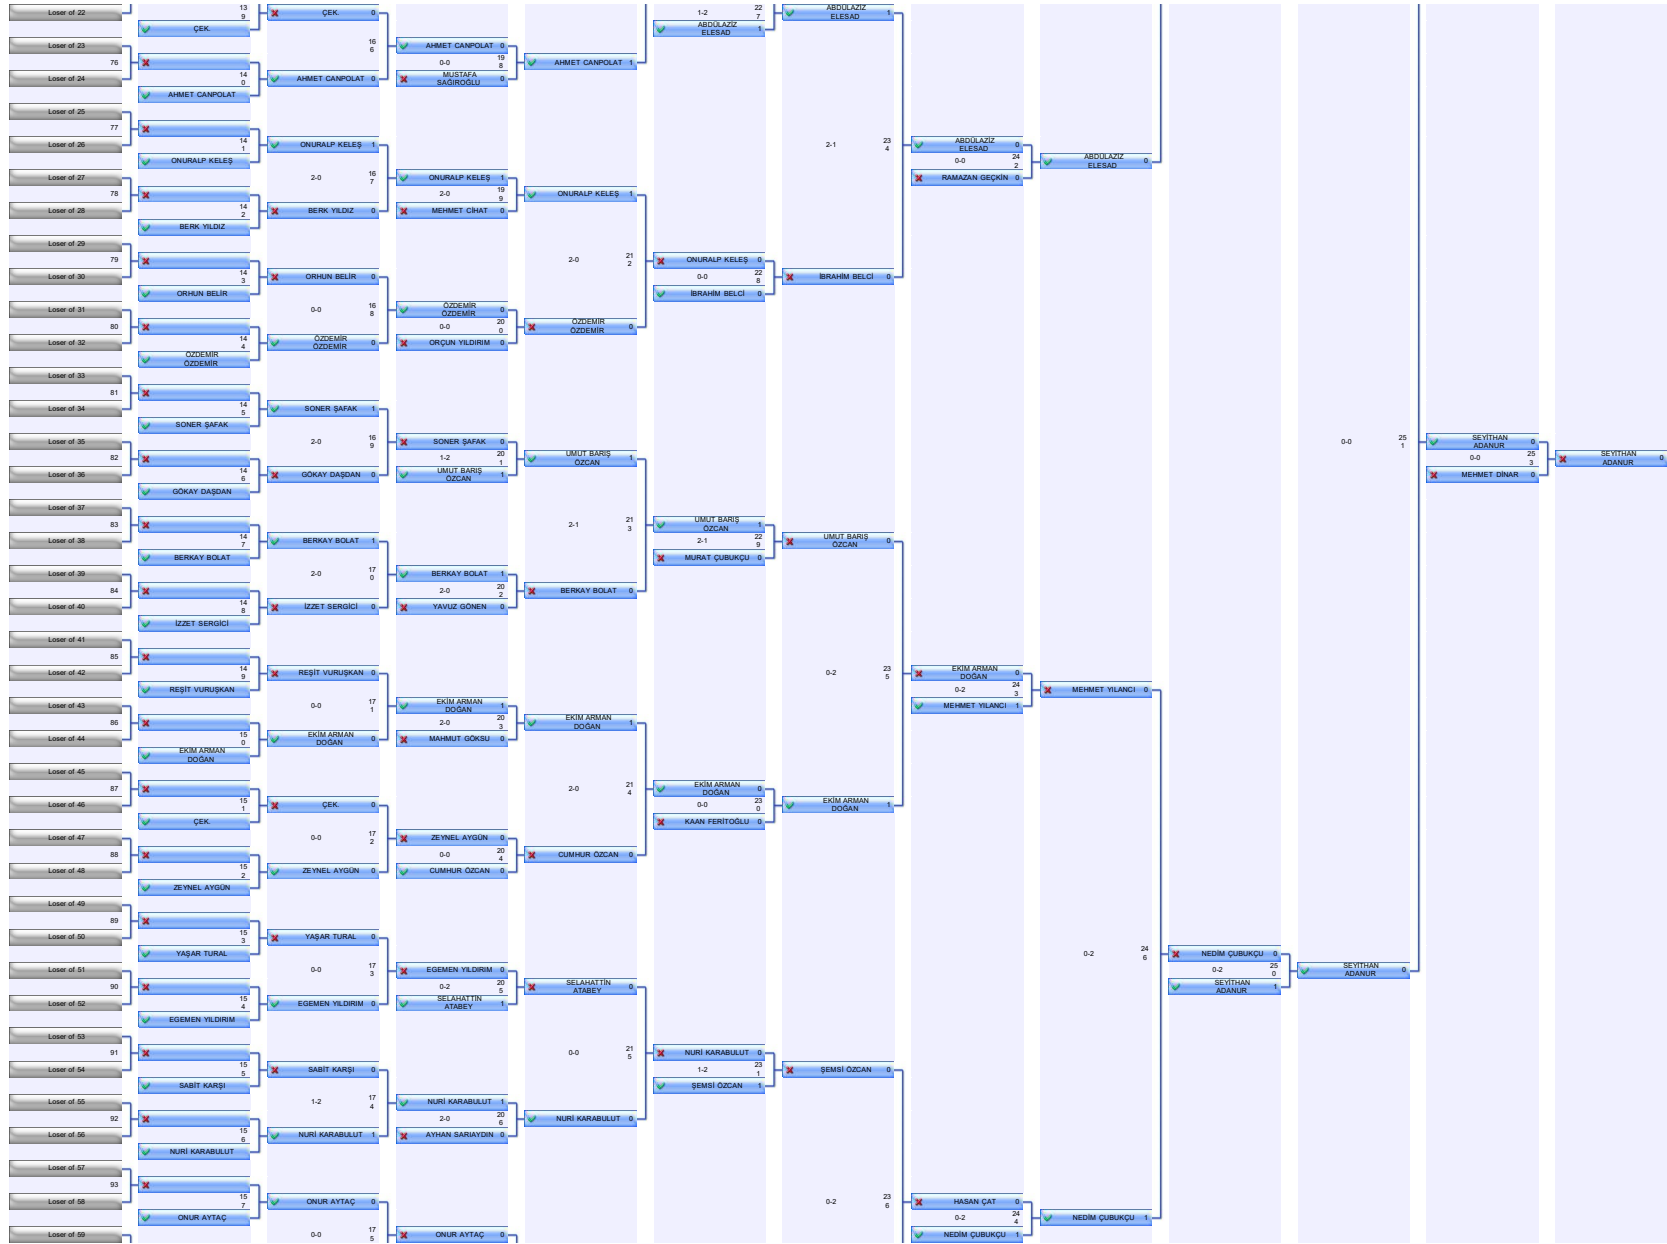 Loser of 22
Loser of 23
76
Loser of 24
Loser of 25
77
Loser of 26
Loser of 27
78
Loser of 28
Loser of 29
79
Loser of 30
Loser of 31
80
Loser of 32
Loser of 33
81
Loser of 34
Loser of 35
82
Loser of 36
Loser of 37
83
Loser of 38
Loser of 39
84
Loser of 40
Loser of 41
85
Loser of 42
Loser of 43
86
Loser of 44
Loser of 45
87
Loser of 46
Loser of 47
88
Loser of 48
Loser of 49
89
Loser of 50
Loser of 51
90
Loser of 52
Loser of 53
91
Loser of 54
Loser of 55
92
Loser of 56
Loser of 57
93
Loser of 58
Loser of 59
13
9
ÇEK.
14
0
AHMET CANPOLAT
14
1
ONURALP KELEŞ
14
2
BERK YILDIZ
14
3
ORHUN BELİR
14
4
ÖZDEMİR
ÖZDEMİR
14
5
SONER ŞAFAK
14
6
GÖKAY DAŞDAN
14
7
BERKAY BOLAT
14
8
İZZET SERGİCİ
14
9
REŞİT VURUŞKAN
15
0
EKİM ARMAN
DOĞAN
15
1
ÇEK.
15
2
ZEYNEL AYGÜN
15
3
YAŞAR TURAL
15
4
EGEMEN YILDIRIM
15
5
SABİT KARŞI
15
6
NURİ KARABULUT
15
7
ONUR AYTAÇ
ÇEK. 0
16
6
AHMET CANPOLAT 0
ONURALP KELEŞ 1
2-0 16
7
BERK YILDIZ 0
ORHUN BELİR 0
0-0 16
8
ÖZDEMİR
ÖZDEMİR 0
SONER ŞAFAK 1
2-0 16
9
GÖKAY DAŞDAN 0
BERKAY BOLAT 1
2-0 17
0
İZZET SERGİCİ 0
REŞİT VURUŞKAN 0
0-0 17
1
EKİM ARMAN
DOĞAN 0
ÇEK. 0
0-0 17
2
ZEYNEL AYGÜN 0
YAŞAR TURAL 0
0-0 17
3
EGEMEN YILDIRIM 0
SABİT KARŞI 0
1-2 17
4
NURİ KARABULUT 1
ONUR AYTAÇ 0
0-0 17
5
AHMET CANPOLAT 0
0-0 19
8
MUSTAFA
SAĞIROĞLU 0
ONURALP KELEŞ 1
2-0 19
9
MEHMET CİHAT 0
ÖZDEMİR
ÖZDEMİR 0
0-0 20
0
ORÇUN YILDIRIM 0
SONER ŞAFAK 0
1-2 20
1
UMUT BARIŞ
ÖZCAN 1
BERKAY BOLAT 1
2-0 20
2
YAVUZ GÖNEN 0
EKİM ARMAN
DOĞAN 1
2-0 20
3
MAHMUT GÖKSU 0
ZEYNEL AYGÜN 0
0-0 20
4
CUMHUR ÖZCAN 0
EGEMEN YILDIRIM 0
0-2 20
5
SELAHATTİN
ATABEY 1
NURİ KARABULUT 1
2-0 20
6
AYHAN SARIAYDIN 0
ONUR AYTAÇ 0
AHMET CANPOLAT 1
ONURALP KELEŞ 1
2-0 21
2
ÖZDEMİR
ÖZDEMİR 0
UMUT BARIŞ
ÖZCAN 1
2-1 21
3
BERKAY BOLAT 0
EKİM ARMAN
DOĞAN 1
2-0 21
4
CUMHUR ÖZCAN 0
SELAHATTİN
ATABEY 0
0-0 21
5
NURİ KARABULUT 0
1-2 22
7
ABDÜLAZİZ
ELESAD 1
ONURALP KELEŞ 0
0-0 22
8
İBRAHİM BELCİ 0
UMUT BARIŞ
ÖZCAN 1
2-1 22
9
MURAT ÇUBUKÇU 0
EKİM ARMAN
DOĞAN 0
0-0 23
0
KAAN FERİTOĞLU 0
NURİ KARABULUT 0
1-2 23
1
ŞEMSİ ÖZCAN 1
ABDÜLAZİZ
ELESAD 1
2-1 23
4
İBRAHİM BELCİ 0
UMUT BARIŞ
ÖZCAN 0
0-2 23
5
EKİM ARMAN
DOĞAN 1
ŞEMSİ ÖZCAN 0
0-2 23
6
ABDÜLAZİZ
ELESAD 0
0-0 24
2
RAMAZAN GEÇKİN 0
EKİM ARMAN
DOĞAN 0
0-2 24
3
MEHMET YILANCI 1
HASAN ÇAT 0
0-2 24
4
NEDİM ÇUBUKÇU 1
ABDÜLAZİZ
ELESAD 0
MEHMET YILANCI 0
0-2 24
6
NEDİM ÇUBUKÇU 1
NEDİM ÇUBUKÇU 0
0-2 25
0
SEYİTHAN
ADANUR 1
0-0 25
1
SEYİTHAN
ADANUR 0
SEYİTHAN
ADANUR 0
0-0 25
3
MEHMET DİNAR 0
SEYİTHAN
ADANUR 0